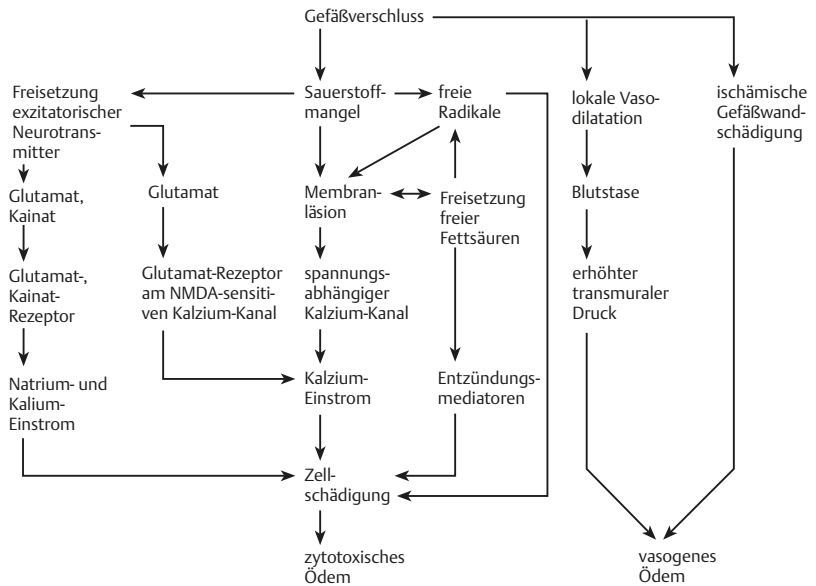 Gefäßverschluss
Freisetzung
exzitatorischer
Neurotrans-
mitter
Sauerstoff-
mangel
freie
Radikale
lokale Vaso-
dilatation
ischämische
Gefäßwand-
schädigung
Glutamat,
Kainat
Glutamat
Membran-
läsion
Freisetzung
freier
Fettsäuren
Blutstase
Glutamat-,
Kainat-
Rezeptor
Glutamat-Rezeptor
am NMDA-sensiti-
ven Kalzium-Kanal
spannungs-
abhängiger
Kalzium-Kanal
erhöhter
transmuraler
Druck
Natrium- und
Kalium-
Einstrom
Kalzium-
Einstrom
Entzündungs-
mediatoren
Zell-
schädigung
zytotoxisches
Ödem
vasogenes
Ödem